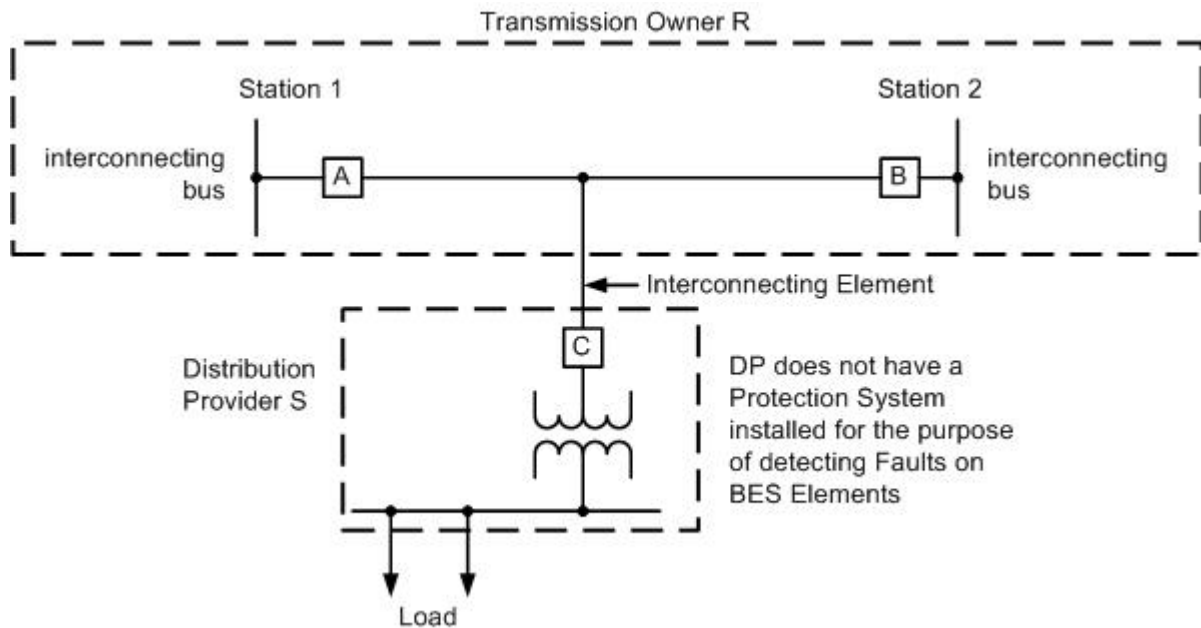 Transmission Owner R
Station 1
Station 2
interconnecting
bus
A
B
interconnecting
bus
Interconnecting Element
C
Distribution
Provider S
DP does not have a
Protection System
installed for the purpose
of detecting Faults on
BES Elements
Load